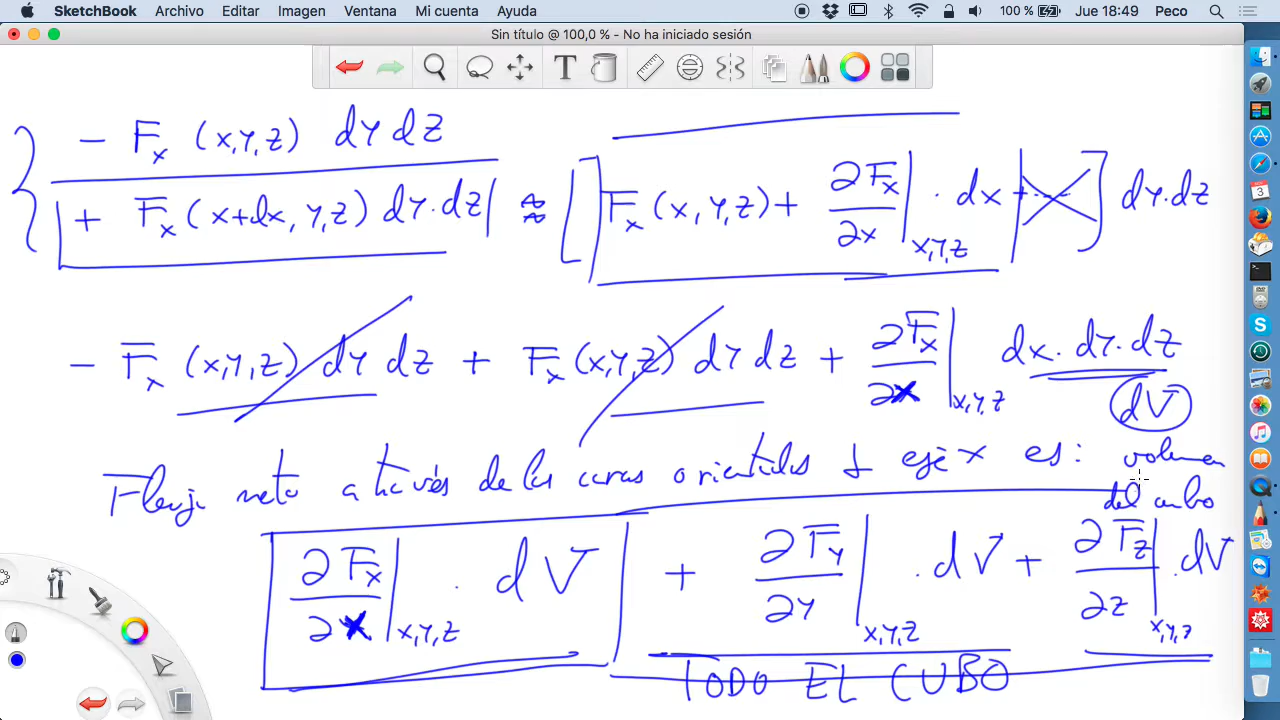 SketchBook Archivo Editar Imagen Ventana Mi cuenta Ayuda 100 % Jue 18:49 Peco
Sin título @ 100,0 % - No ha iniciado sesión
- Fx (x,y,z) dy dz
+ Fx (x+dx, y, z) dy.dz ≈ [Fx (x, y, z) + ∂Fx/∂x |x,y,z . dx + ...] dy.dz
- Fx (x,y,z) dy dz + Fx (x,y,z) dy dz + ∂Fx/∂x |x,y,z dx. dy. dz
dV
Flujo neto a través de las caras orientadas ⊥ eje x es: volumen
del cubo
∂Fx/∂x |x,y,z . dV + ∂Fy/∂y |x,y,z . dV + ∂Fz/∂z |x,y,z . dV
TODO EL CUBO